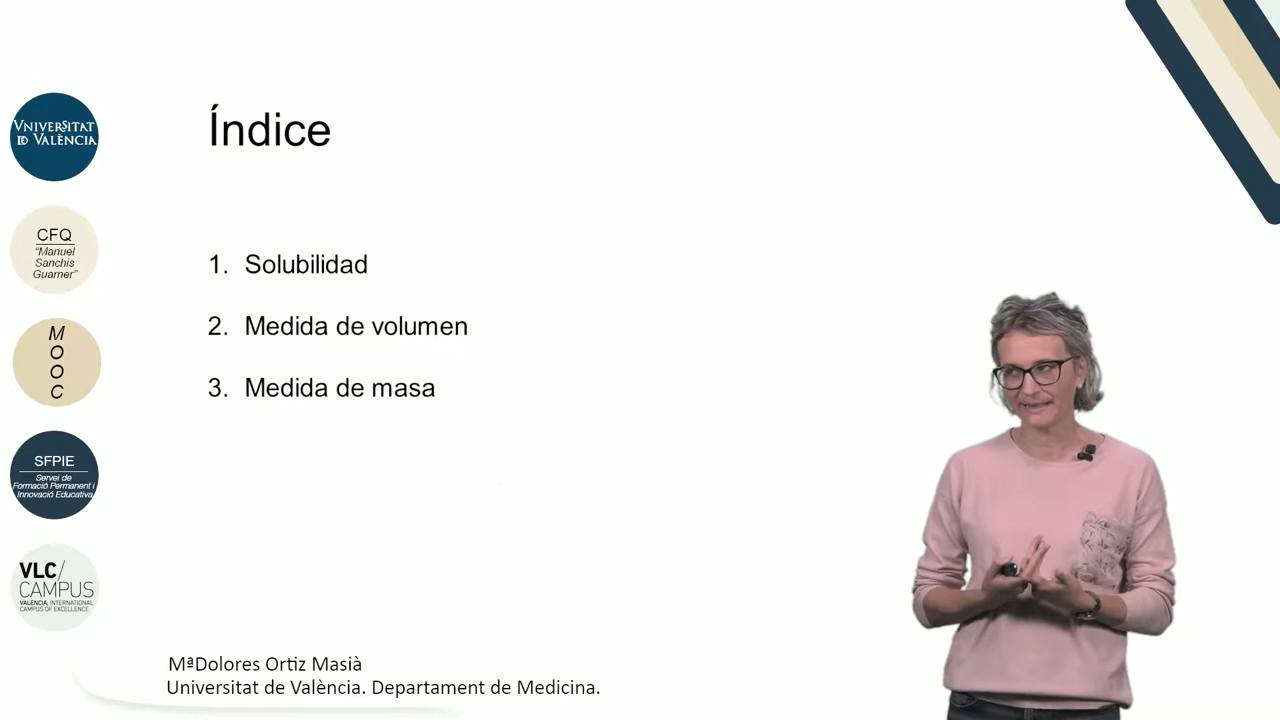 Índice
1. Solubilidad
2. Medida de volumen
3. Medida de masa
VNIVERSITAT
ID VALÈNCIA
CFQ
“Manuel
Sanchis
Guarner”
M
O
O
C
SFPIE
Servei de
Formació Permanent i
Innovació Educativa
VLC/
CAMPUS
VALENCIA, INTERNATIONAL
CAMPUS OF EXCELLENCE
MªDolores Ortiz Masià
Universitat de València. Departament de Medicina.